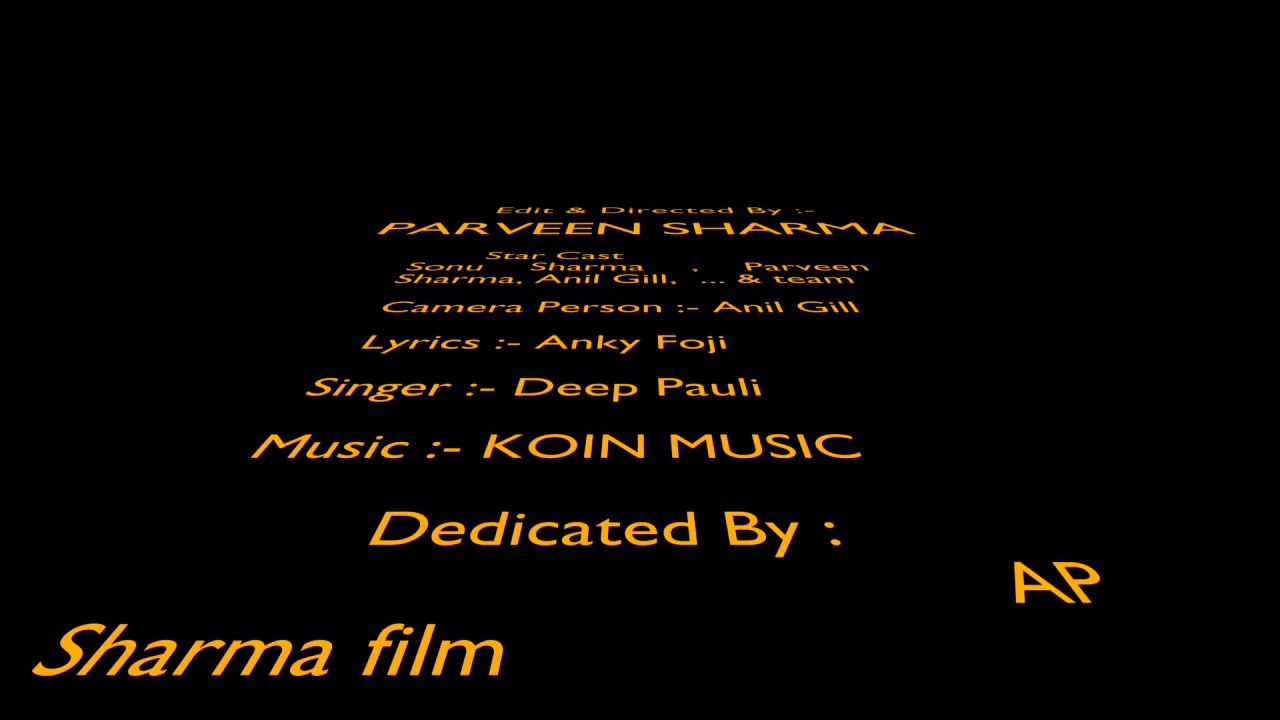 Edit & Directed By :-
PARVEEN SHARMA
Star Cast
Sonu Sharma , Parveen
Sharma, Anil Gill, ... & team
Camera Person :- Anil Gill
Lyrics :- Anky Foji
Singer :- Deep Pauli
Music :- KOIN MUSIC
Dedicated By :
AP
Sharma film